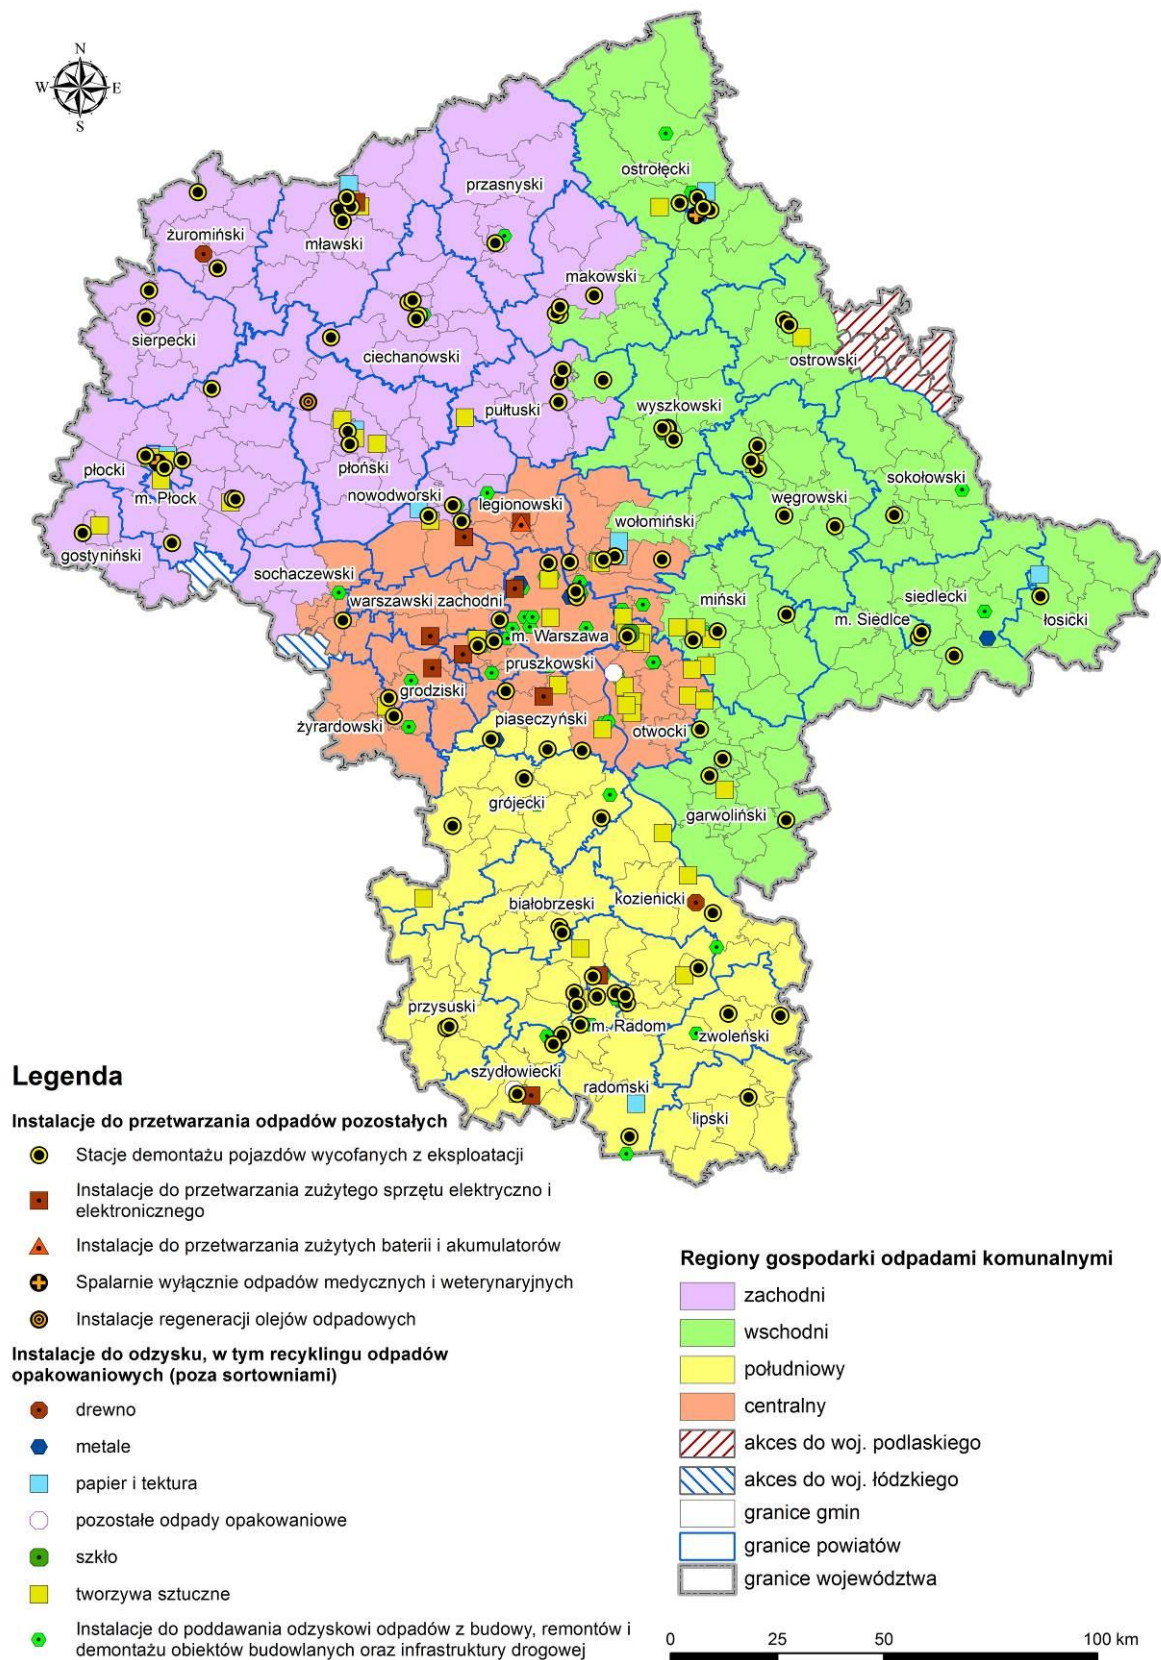 N
W E
S
ostrołęcki
przasnyski
żuromiński
mławski
makowski
sierpecki
ciechanowski
ostrowski
pułtuski
wyszkowski
płocki
płoński
sokołowski
m. Płock
nowodworski
legionowski
węgrowski
gostyniński
wołomiński
sochaczewski
warszawski zachodni
miński
siedlecki
m. Warszawa
m. Siedlce
łosicki
pruszkowski
grodziski
żyrardowski
piaseczyński
otwocki
grójecki
garwoliński
białobrzeski
kozienicki
przysuski
m. Radom
zwoleński
szydłowiecki
radomski
lipski
Legenda
Instalacje do przetwarzania odpadów pozostałych
Stacje demontażu pojazdów wycofanych z eksploatacji
Instalacje do przetwarzania zużytego sprzętu elektryczno i
elektronicznego
Instalacje do przetwarzania zużytych baterii i akumulatorów
Spalarnie wyłącznie odpadów medycznych i weterynaryjnych
Instalacje regeneracji olejów odpadowych
Instalacje do odzysku, w tym recyklingu odpadów
opakowaniowych (poza sortowniami)
drewno
metale
papier i tektura
pozostałe odpady opakowaniowe
szkło
tworzywa sztuczne
Instalacje do poddawania odzyskowi odpadów z budowy, remontów i
demontażu obiektów budowlanych oraz infrastruktury drogowej
Regiony gospodarki odpadami komunalnymi
zachodni
wschodni
południowy
centralny
akces do woj. podlaskiego
akces do woj. łódzkiego
granice gmin
granice powiatów
granice województwa
0 25 50 100 km